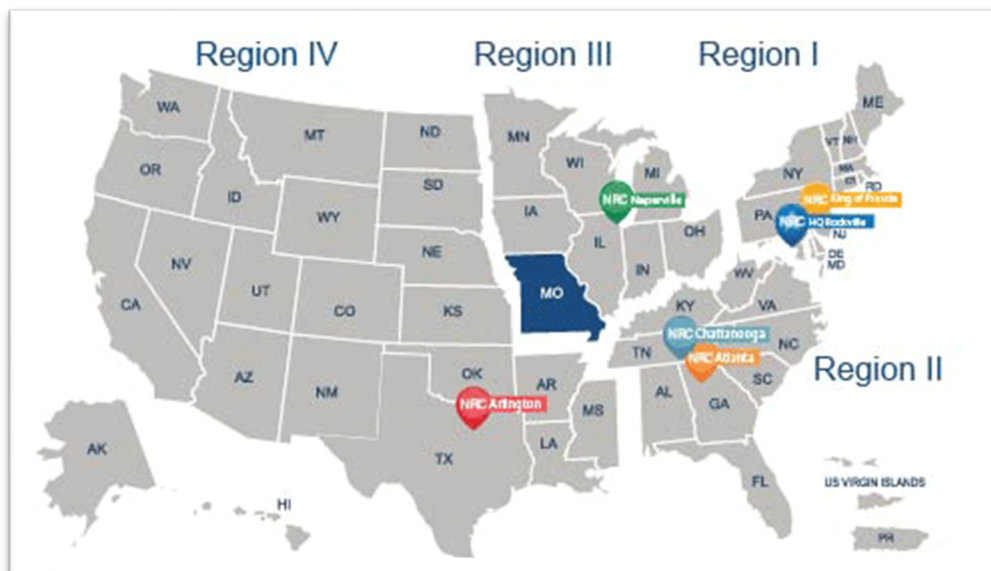 Region IV
Region III
Region I
WA
MT
ND
MN
ME
OR
ID
SD
WI
MI
VT
NH
NY
MA
WY
IA
NRC Naperville
PA
NRC King of Prussia
NRC HQ Rockville
NV
NE
IL
IN
OH
NJ
DE
MD
CA
UT
CO
KS
MO
WV
KY
VA
NRC Chattanooga
TN
NC
NRC Atlanta
AZ
NM
OK
AR
SC
Region II
NRC Arlington
MS
AL
GA
AK
TX
LA
FL
HI
US VIRGIN ISLANDS
PR